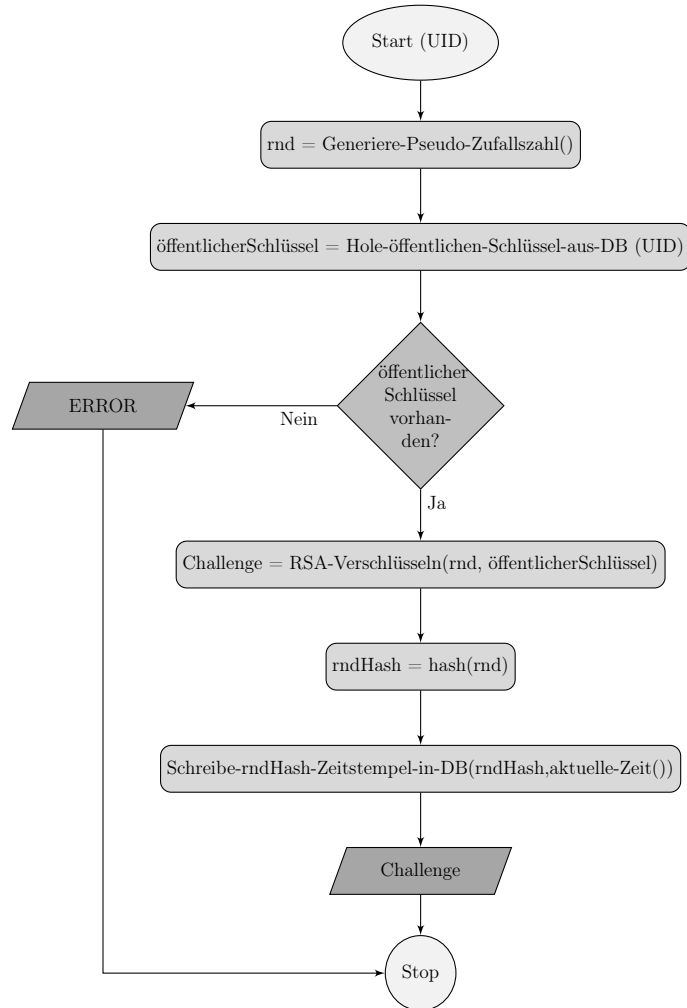 Start (UID)
rnd = Generiere-Pseudo-Zufallszahl()
öffentlicherSchlüssel = Hole-öffentlichen-Schlüssel-aus-DB (UID)
öffentlicher
Schlüssel
vorhan-
den?
ERROR
Nein
Ja
Challenge = RSA-Verschlüsseln(rnd, öffentlicherSchlüssel)
rndHash = hash(rnd)
Schreibe-rndHash-Zeitstempel-in-DB(rndHash,aktuelle-Zeit())
Challenge
Stop